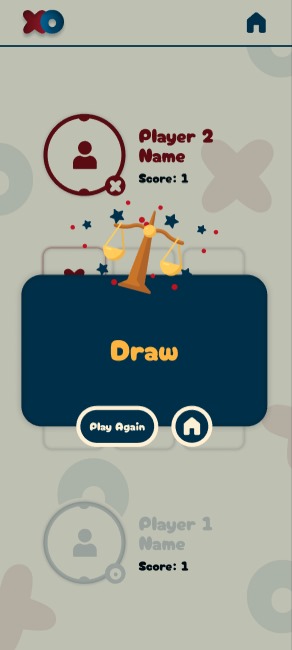 XO
Player 2
Name
Score: 1
Draw
Play Again
Player 1
Name
Score: 1